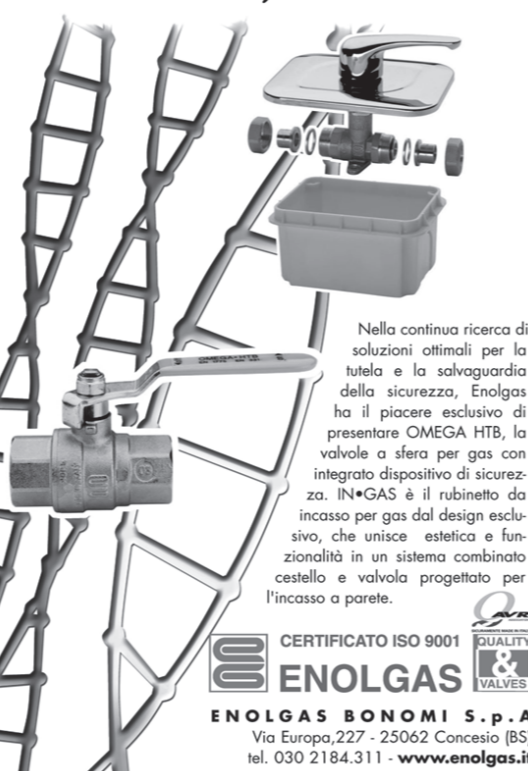 OMEGA•HTB
Nella continua ricerca di
soluzioni ottimali per la
tutela e la salvaguardia
della sicurezza, Enolgas
ha il piacere esclusivo di
presentare OMEGA HTB, la
valvole a sfera per gas con
integrato dispositivo di sicurez-
za. IN•GAS è il rubinetto da
incasso per gas dal design esclu-
sivo, che unisce estetica e fun-
zionalità in un sistema combinato
cestello e valvola progettato per
l'incasso a parete.
AVR
CERTIFICATO ISO 9001
ENOLGAS
QUALITY
&
VALVES
ENOLGAS BONOMI S.p.A
Via Europa,227 - 25062 Concesio (BS)
tel. 030 2184.311 - www.enolgas.it